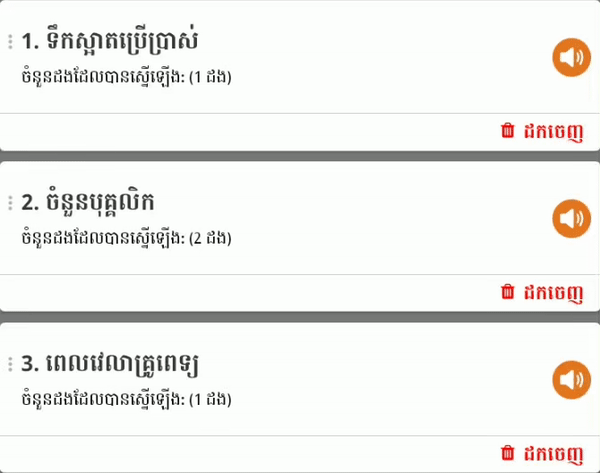 1. ទឹកស្អាតប្រើប្រាស់
ចំនួនដងដែលបានស្នើឡើង: (1 ដង)
ដកចេញ
2. ចំនួនបុគ្គលិក
ចំនួនដងដែលបានស្នើឡើង: (2 ដង)
ដកចេញ
3. ពេលវេលាគ្រូពេទ្យ
ចំនួនដងដែលបានស្នើឡើង: (1 ដង)
ដកចេញ